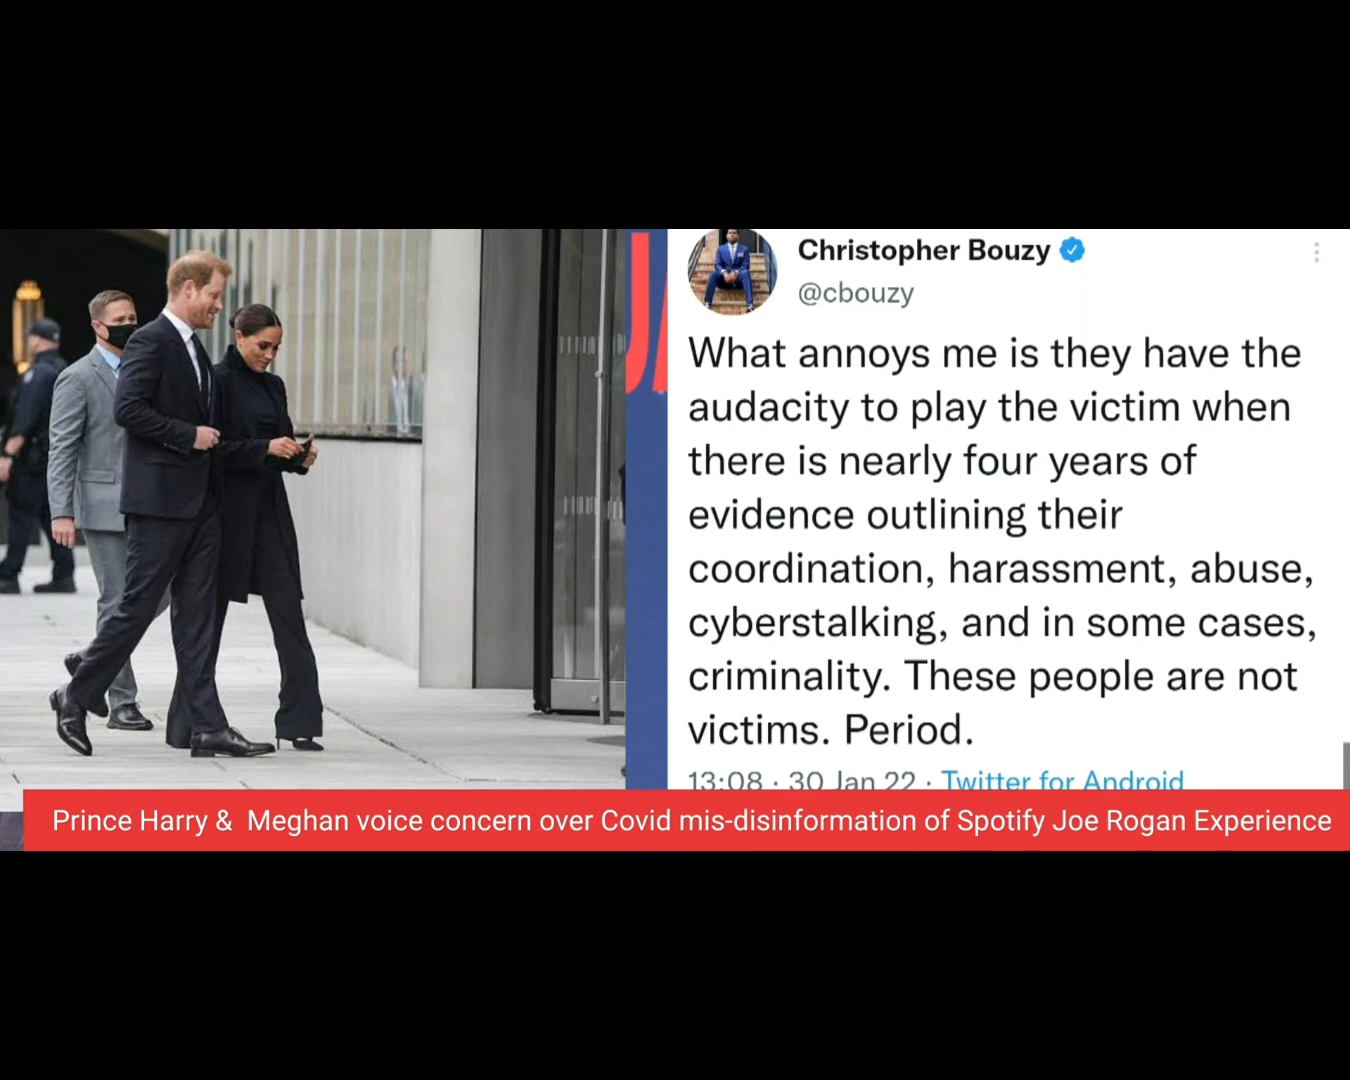 Christopher Bouzy
@cbouzy
What annoys me is they have the
audacity to play the victim when
there is nearly four years of
evidence outlining their
coordination, harassment, abuse,
cyberstalking, and in some cases,
criminality. These people are not
victims. Period.
13:08 · 30 Jan 22 · Twitter for Android
Prince Harry & Meghan voice concern over Covid mis-disinformation of Spotify Joe Rogan Experience